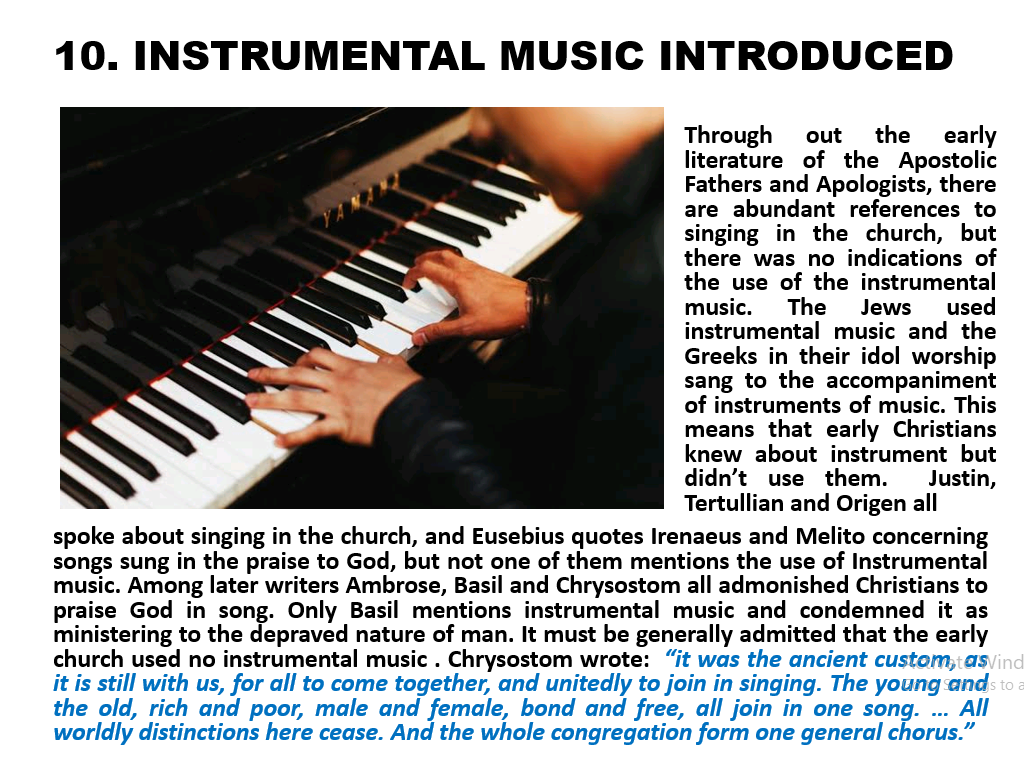 10. INSTRUMENTAL MUSIC INTRODUCED
YAMAHA
Through out the early
literature of the Apostolic
Fathers and Apologists, there
are abundant references to
singing in the church, but
there was no indications of
the use of the instrumental
music. The Jews used
instrumental music and the
Greeks in their idol worship
sang to the accompaniment
of instruments of music. This
means that early Christians
knew about instrument but
didn’t use them. Justin,
Tertullian and Origen all
spoke about singing in the church, and Eusebius quotes Irenaeus and Melito concerning
songs sung in the praise to God, but not one of them mentions the use of Instrumental
music. Among later writers Ambrose, Basil and Chrysostom all admonished Christians to
praise God in song. Only Basil mentions instrumental music and condemned it as
ministering to the depraved nature of man. It must be generally admitted that the early
church used no instrumental music . Chrysostom wrote: “it was the ancient custom, as
it is still with us, for all to come together, and unitedly to join in singing. The young and
the old, rich and poor, male and female, bond and free, all join in one song. … All
worldly distinctions here cease. And the whole congregation form one general chorus.”
Activate Wind
to a